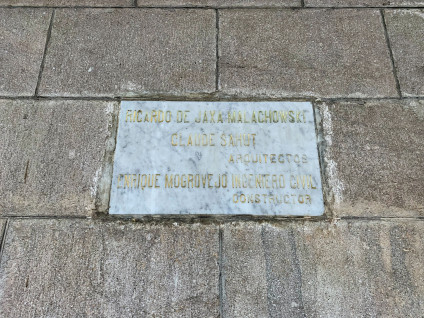 RICARDO DE JAXA MALACHOWSKI
CLAUDE SAHUT
ARQUITECTOS
ENRIQUE MOGROVEJO INGENIERO CIVIL
CONSTRUCTOR